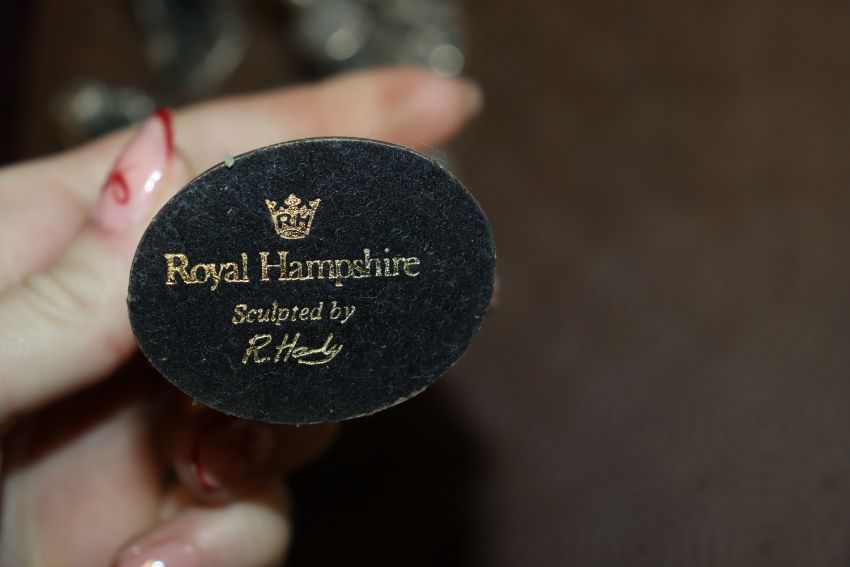 RH
Royal Hampshire
Sculpted by
R. Hardy